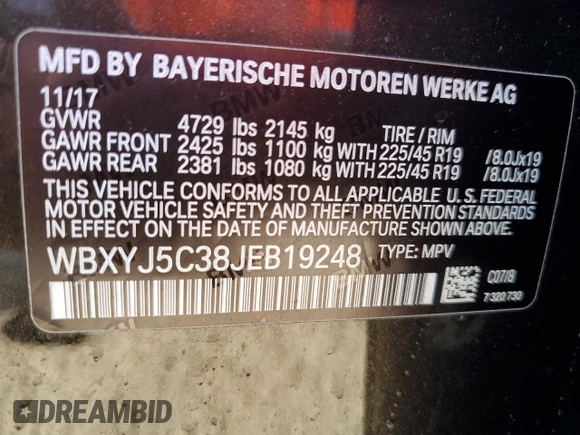 MFD BY BAYERISCHE MOTOREN WERKE AG
11/17
GVWR 4729 lbs 2145 kg TIRE / RIM
GAWR FRONT 2425 lbs 1100 kg WITH 225/45 R19 /8.0Jx19
GAWR REAR 2381 lbs 1080 kg WITH 225/45 R19 /8.0Jx19
THIS VEHICLE CONFORMS TO ALL APPLICABLE U.S. FEDERAL
MOTOR VEHICLE SAFETY AND THEFT PREVENTION STANDARDS
IN EFFECT ON THE DATE OF MANUFACTURE SHOWN ABOVE.
WBXYJ5C38JEB19248 TYPE: MPV
C07/8
7 320 730
DREAMBID